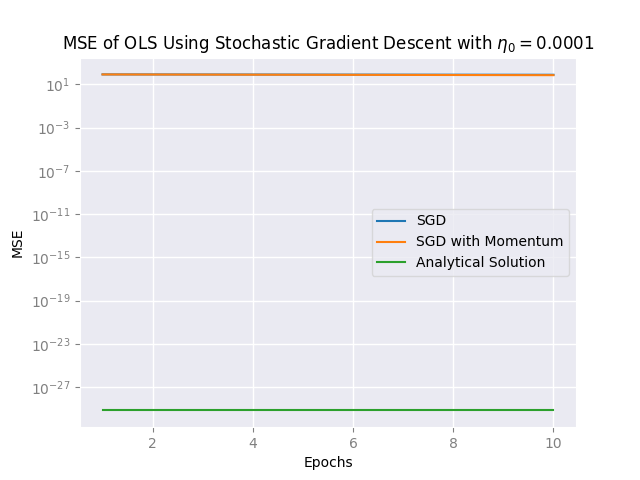 MSE of OLS Using Stochastic Gradient Descent with η₀ = 0.0001
MSE
10¹
10⁻³
10⁻⁷
10⁻¹¹
10⁻¹⁵
10⁻¹⁹
10⁻²³
10⁻²⁷
SGD
SGD with Momentum
Analytical Solution
2 4 6 8 10
Epochs